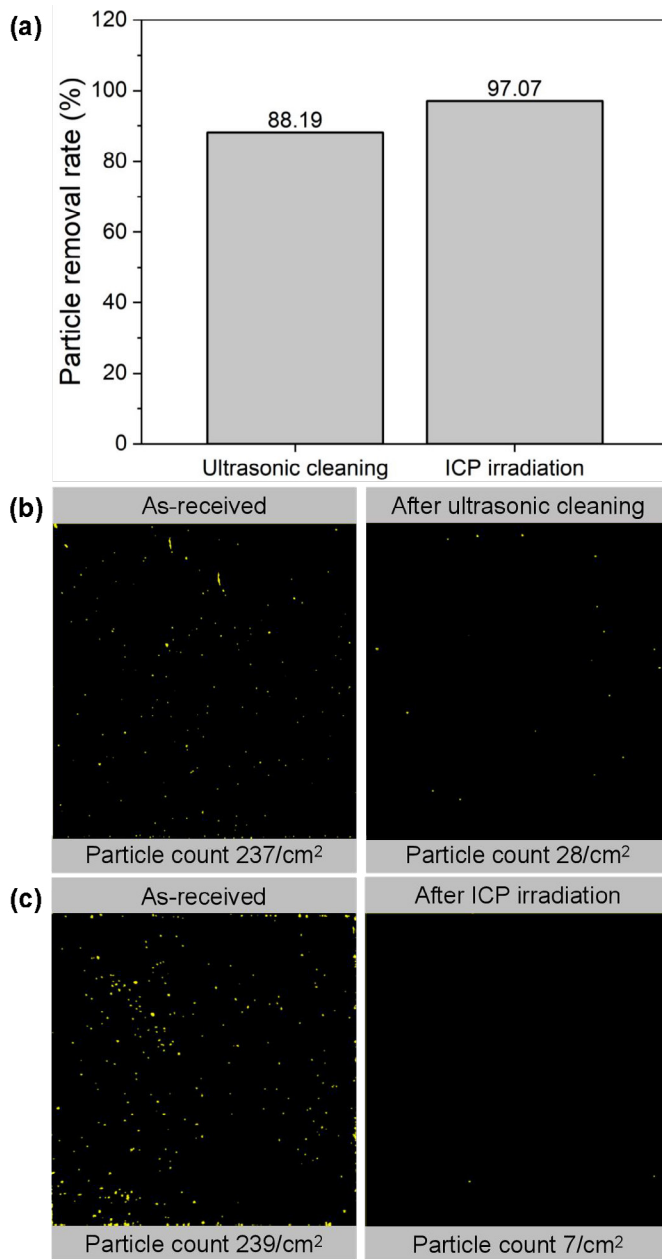 (a)
120
100
80
60
40
20
0
Particle removal rate (%)
88.19
97.07
Ultrasonic cleaning
ICP irradiation
(b)
As-received
After ultrasonic cleaning
Particle count 237/cm²
Particle count 28/cm²
(c)
As-received
After ICP irradiation
Particle count 239/cm²
Particle count 7/cm²